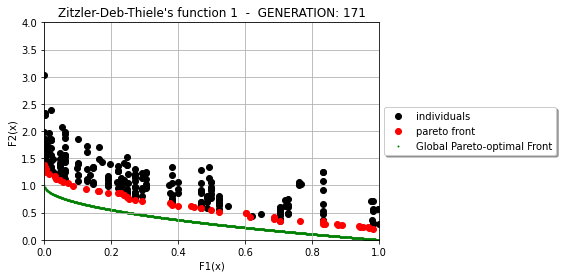 Zitzler-Deb-Thiele's function 1 - GENERATION: 171
4.0
3.5
3.0
2.5
2.0
1.5
1.0
0.5
0.0
F2(x)
0.0 0.2 0.4 0.6 0.8 1.0
F1(x)
individuals
pareto front
Global Pareto-optimal Front